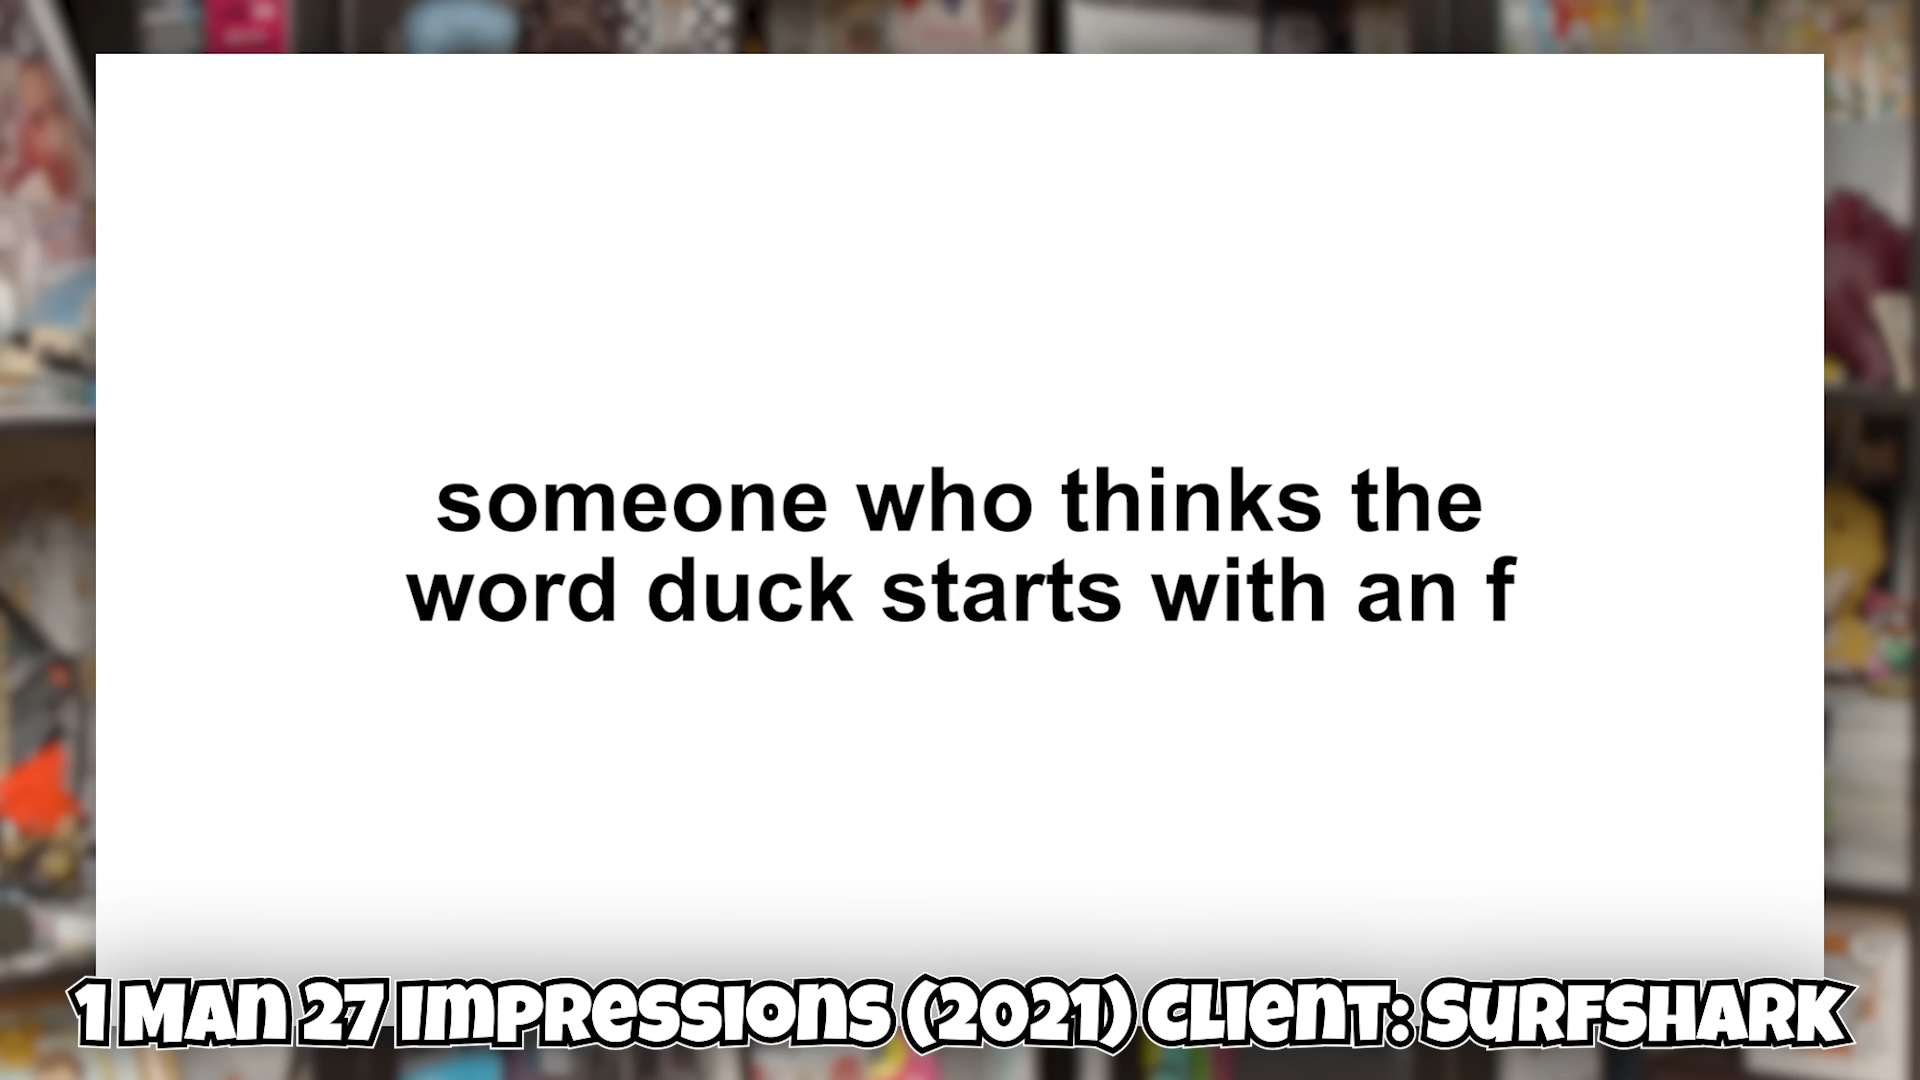 someone who thinks the
word duck starts with an f
1 MAN 27 IMPRESSIONS (2021) CLIENT: SURFSHARK